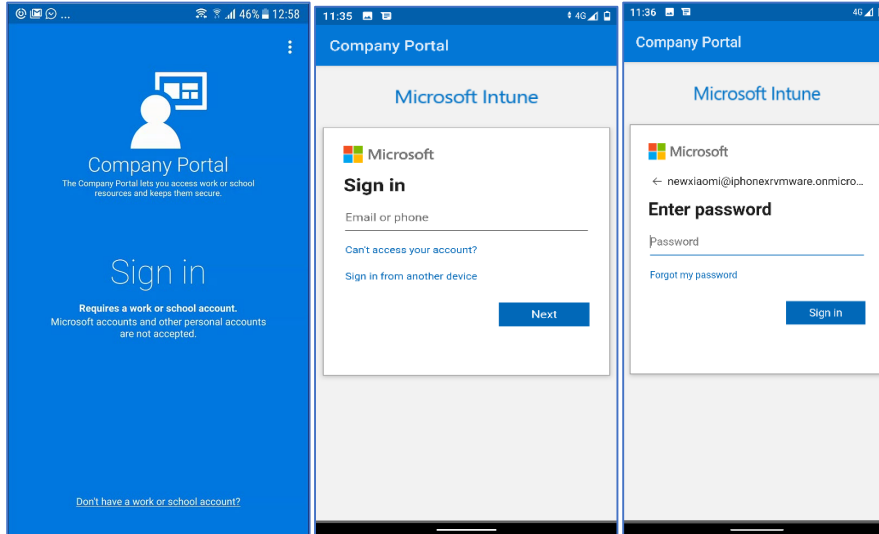 ... 46% 12:58
Company Portal
The Company Portal lets you access work or school
resources and keeps them secure.
Sign in
Requires a work or school account.
Microsoft accounts and other personal accounts
are not accepted.
Don't have a work or school account?
11:35 4G
Company Portal
Microsoft Intune
Microsoft
Sign in
Email or phone
Can't access your account?
Sign in from another device
Next
11:36 4G
Company Portal
Microsoft Intune
Microsoft
← newxiaomi@iphonexrvmware.onmicro...
Enter password
Password
Forgot my password
Sign in